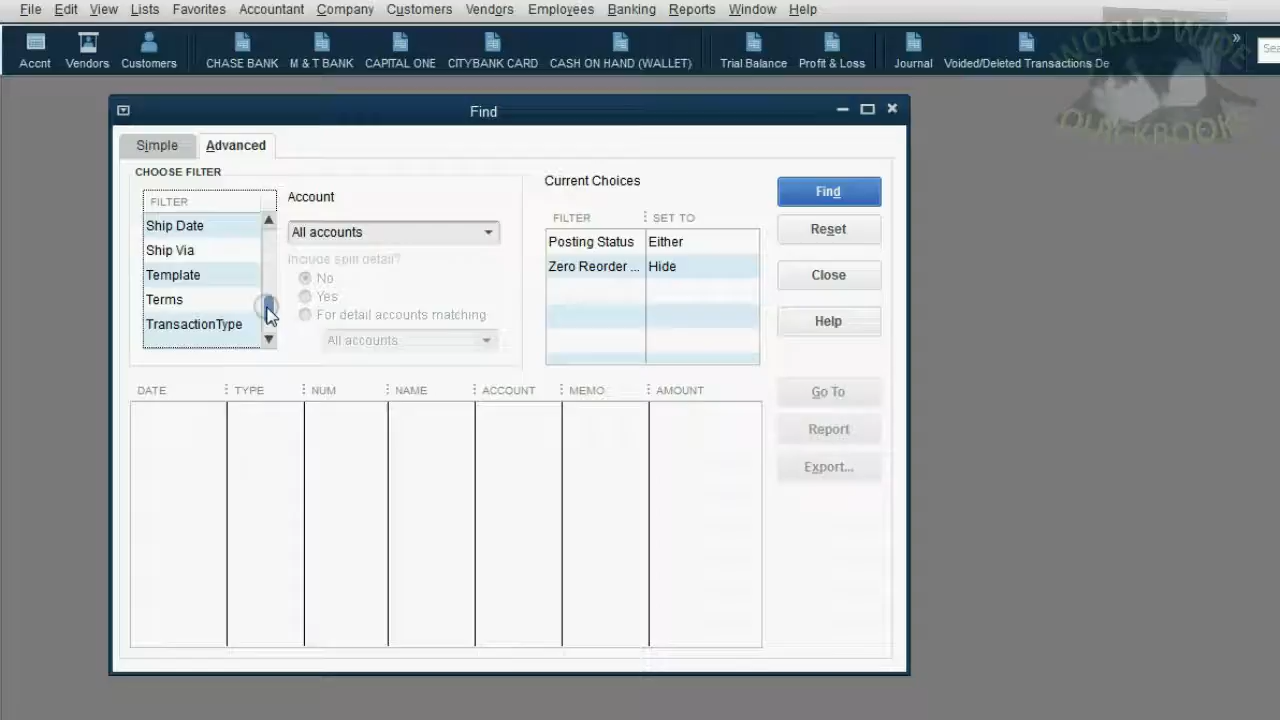 File Edit View Lists Favorites Accountant Company Customers Vendors Employees Banking Reports Window Help
Accnt Vendors Customers CHASE BANK M & T BANK CAPITAL ONE CITYBANK CARD CASH ON HAND (WALLET) Trial Balance Profit & Loss Journal Voided/Deleted Transactions De » Sea
WORLD WIDE
QUICKBOOKS
Find
Simple Advanced
CHOOSE FILTER
FILTER
Ship Date
Ship Via
Template
Terms
TransactionType
Account
All accounts
Include split detail?
No
Yes
For detail accounts matching
All accounts
Current Choices
FILTER SET TO
Posting Status Either
Zero Reorder ... Hide
Find
Reset
Close
Help
Go To
Report
Export...
DATE TYPE NUM NAME ACCOUNT MEMO AMOUNT